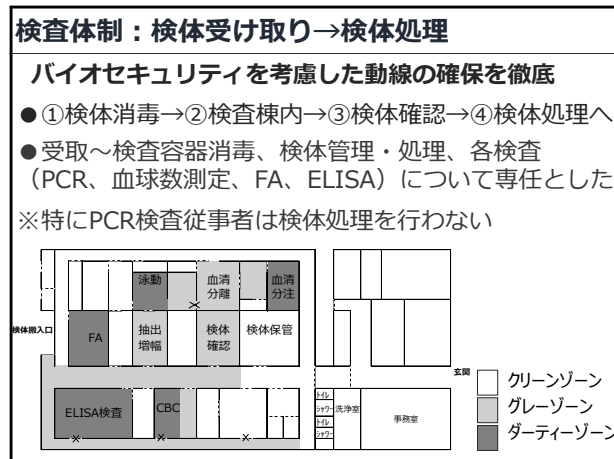 検査体制：検体受け取り→検体処理
バイオセキュリティを考慮した動線の確保を徹底
●①検体消毒→②検査棟内→③検体確認→④検体処理へ
●受取～検査容器消毒、検体管理・処理、各検査
（PCR、血球数測定、FA、ELISA）について専任とした
※特にPCR検査従事者は検体処理を行わない
泳動
血清
分離
血清
分注
検体搬入口
FA
抽出
増幅
検体
確認
検体保管
玄関
ELISA検査
CBC
トイレ
シャワー
トイレ
シャワー
洗浄室
事務室
クリーンゾーン
グレーゾーン
ダーティーゾーン